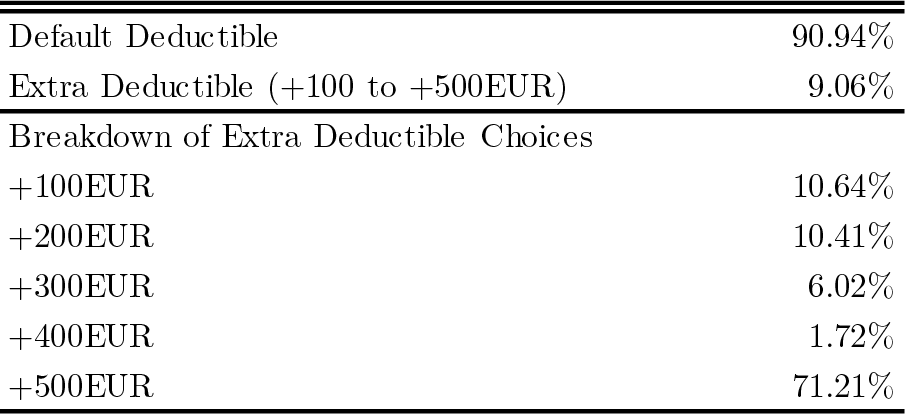 Default Deductible 90.94%
Extra Deductible (+100 to +500EUR) 9.06%
Breakdown of Extra Deductible Choices
+100EUR 10.64%
+200EUR 10.41%
+300EUR 6.02%
+400EUR 1.72%
+500EUR 71.21%